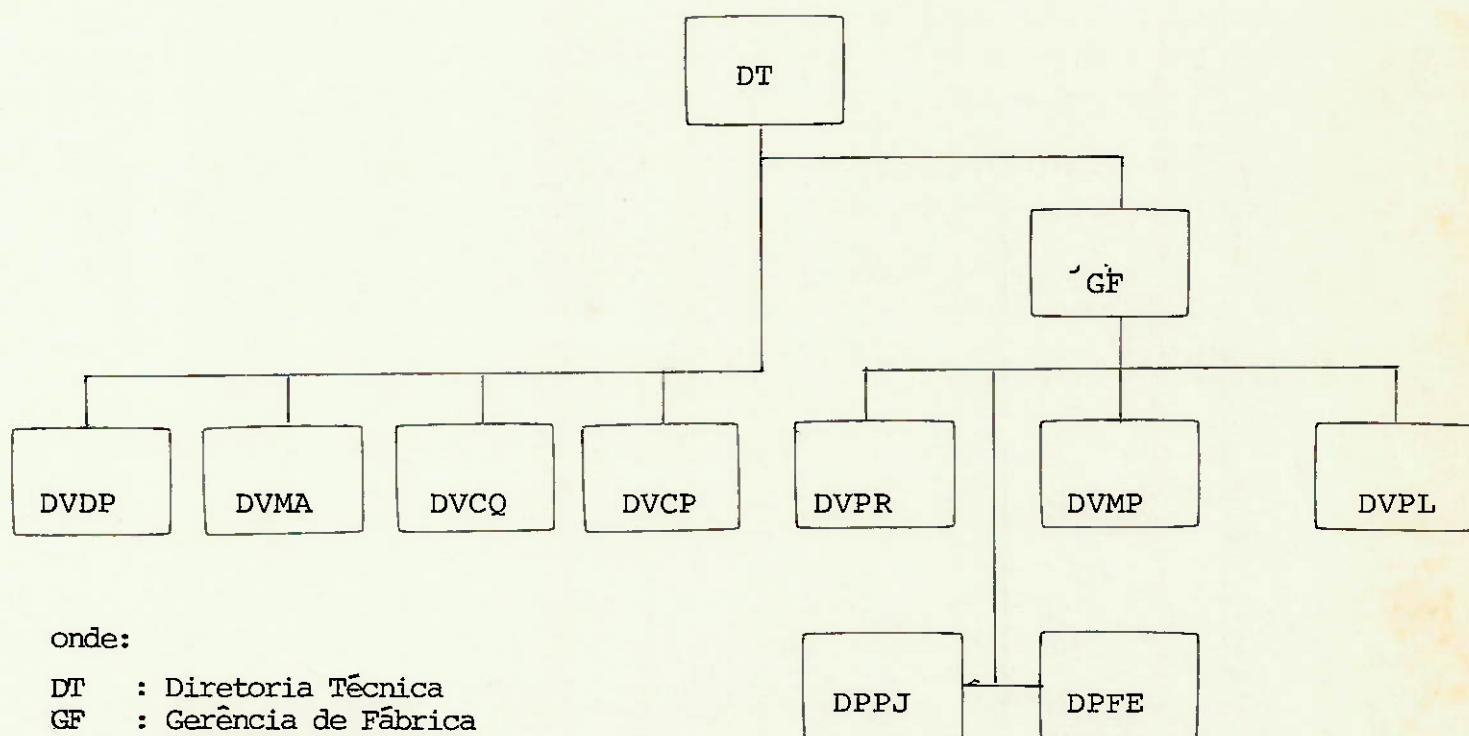 DT
GF
DVDP DVMA DVCQ DVCP DVPR DVMP DVPL
onde:
DT : Diretoria Técnica
GF : Gerência de Fábrica
DPPJ DPFE